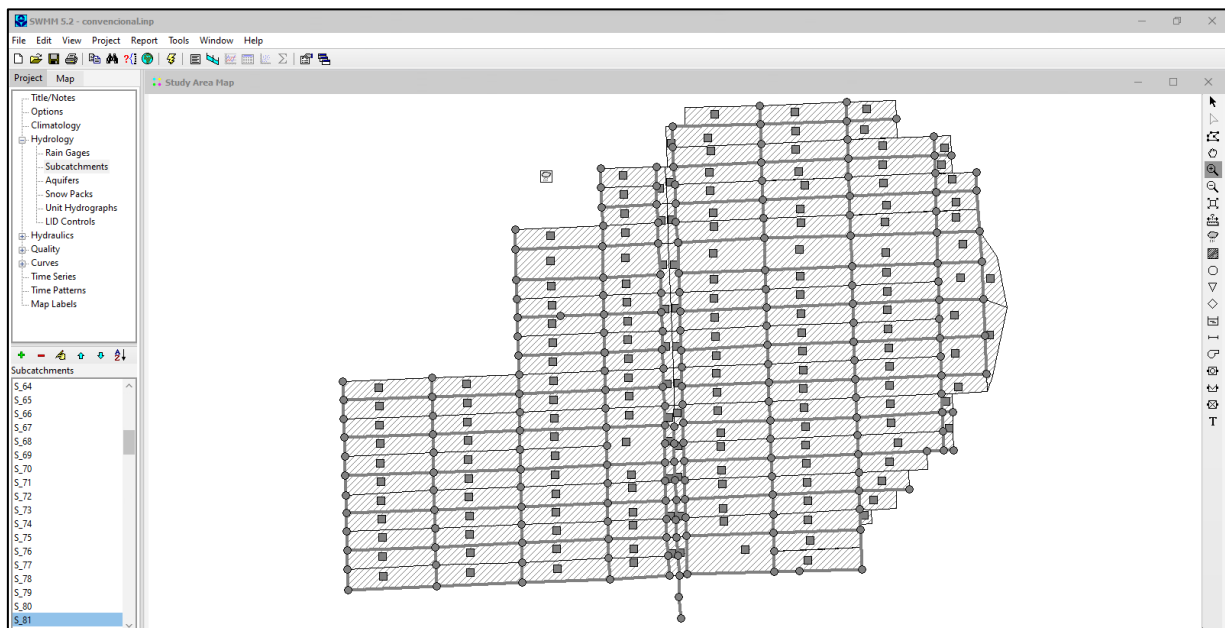 SWMM 5.2 - convencional.inp
File Edit View Project Report Tools Window Help
Project Map
Study Area Map
Title/Notes
Options
Climatology
Hydrology
Rain Gages
Subcatchments
Aquifers
Snow Packs
Unit Hydrographs
LID Controls
Hydraulics
Quality
Curves
Time Series
Time Patterns
Map Labels
Subcatchments
S_64
S_65
S_66
S_67
S_68
S_69
S_70
S_71
S_72
S_73
S_74
S_75
S_76
S_77
S_78
S_79
S_80
S_81
T